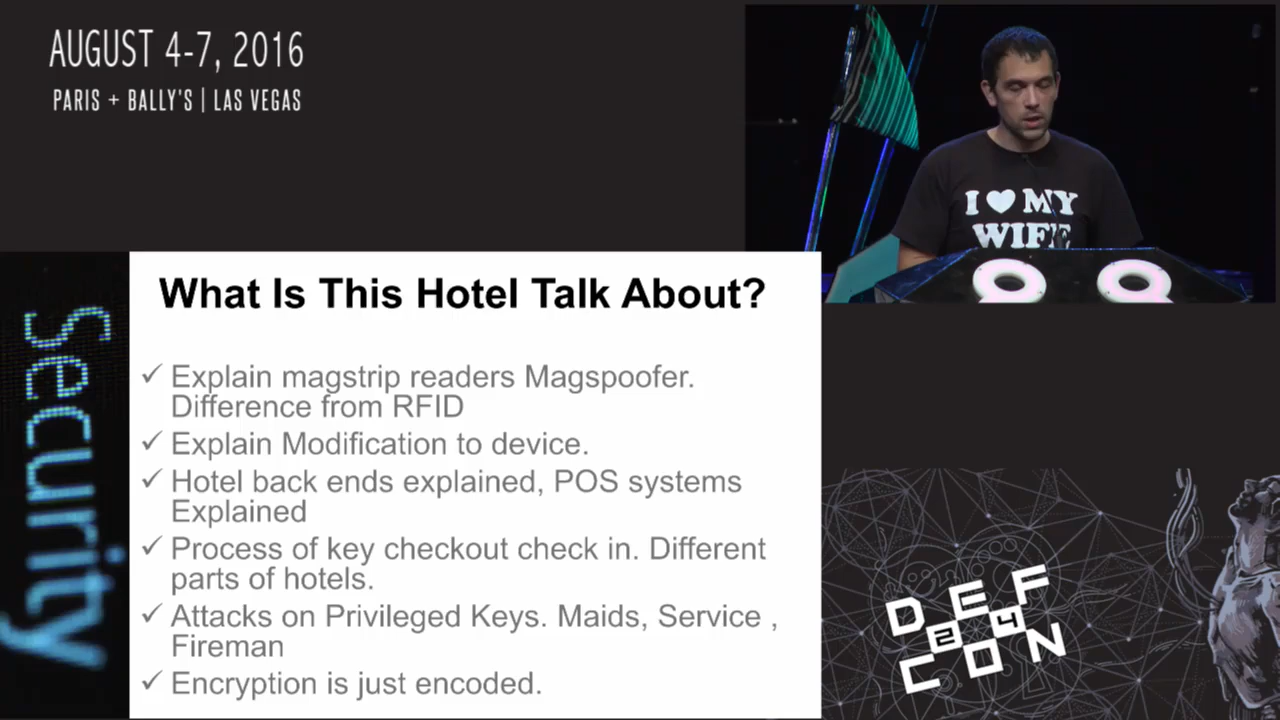 AUGUST 4-7, 2016
PARIS + BALLY'S | LAS VEGAS
I ♥ MY
WIFE
Security
What Is This Hotel Talk About?
✓ Explain magstrip readers Magspoofer.
Difference from RFID
✓ Explain Modification to device.
✓ Hotel back ends explained, POS systems
Explained
✓ Process of key checkout check in. Different
parts of hotels.
✓ Attacks on Privileged Keys. Maids, Service ,
Fireman
✓ Encryption is just encoded.
DEF
24
CON